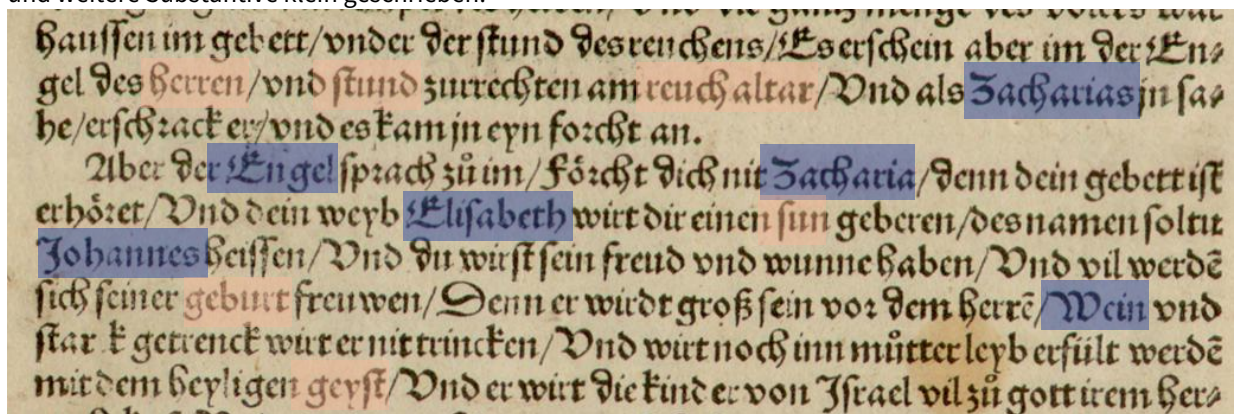 und weitere Substantive klein geschrieben.
haussen im gebett/vnder der stund des reuchens/Es erschein aber im der En⸗
gel des herren/vnd stund zur rechten am reuch altar/Vnd als Zacharias jn sa⸗
he/erschrack er/vnd es kam jn eyn forcht an.
Aber der Engel sprach zů im/Förcht dich nit Zacharia/denn dein gebett ist
erhöret/Vnd dein weyb Elisabeth wirt dir einen sun geberen/des namen soltu
Johannes heissen/Vnd du wirst sein freud vnd wunne haben/Vnd vil werdē
sich seiner geburt freuwen/Denn er wirdt groß sein vor dem herrē/Wein vnd
starck getrenck wirt er nit trincken/Vnd wirt noch inn můtter leyb erfült werdē
mit dem heyligen geyst/Vnd er wirt die kinder von Israel vil zů gott irem her⸗